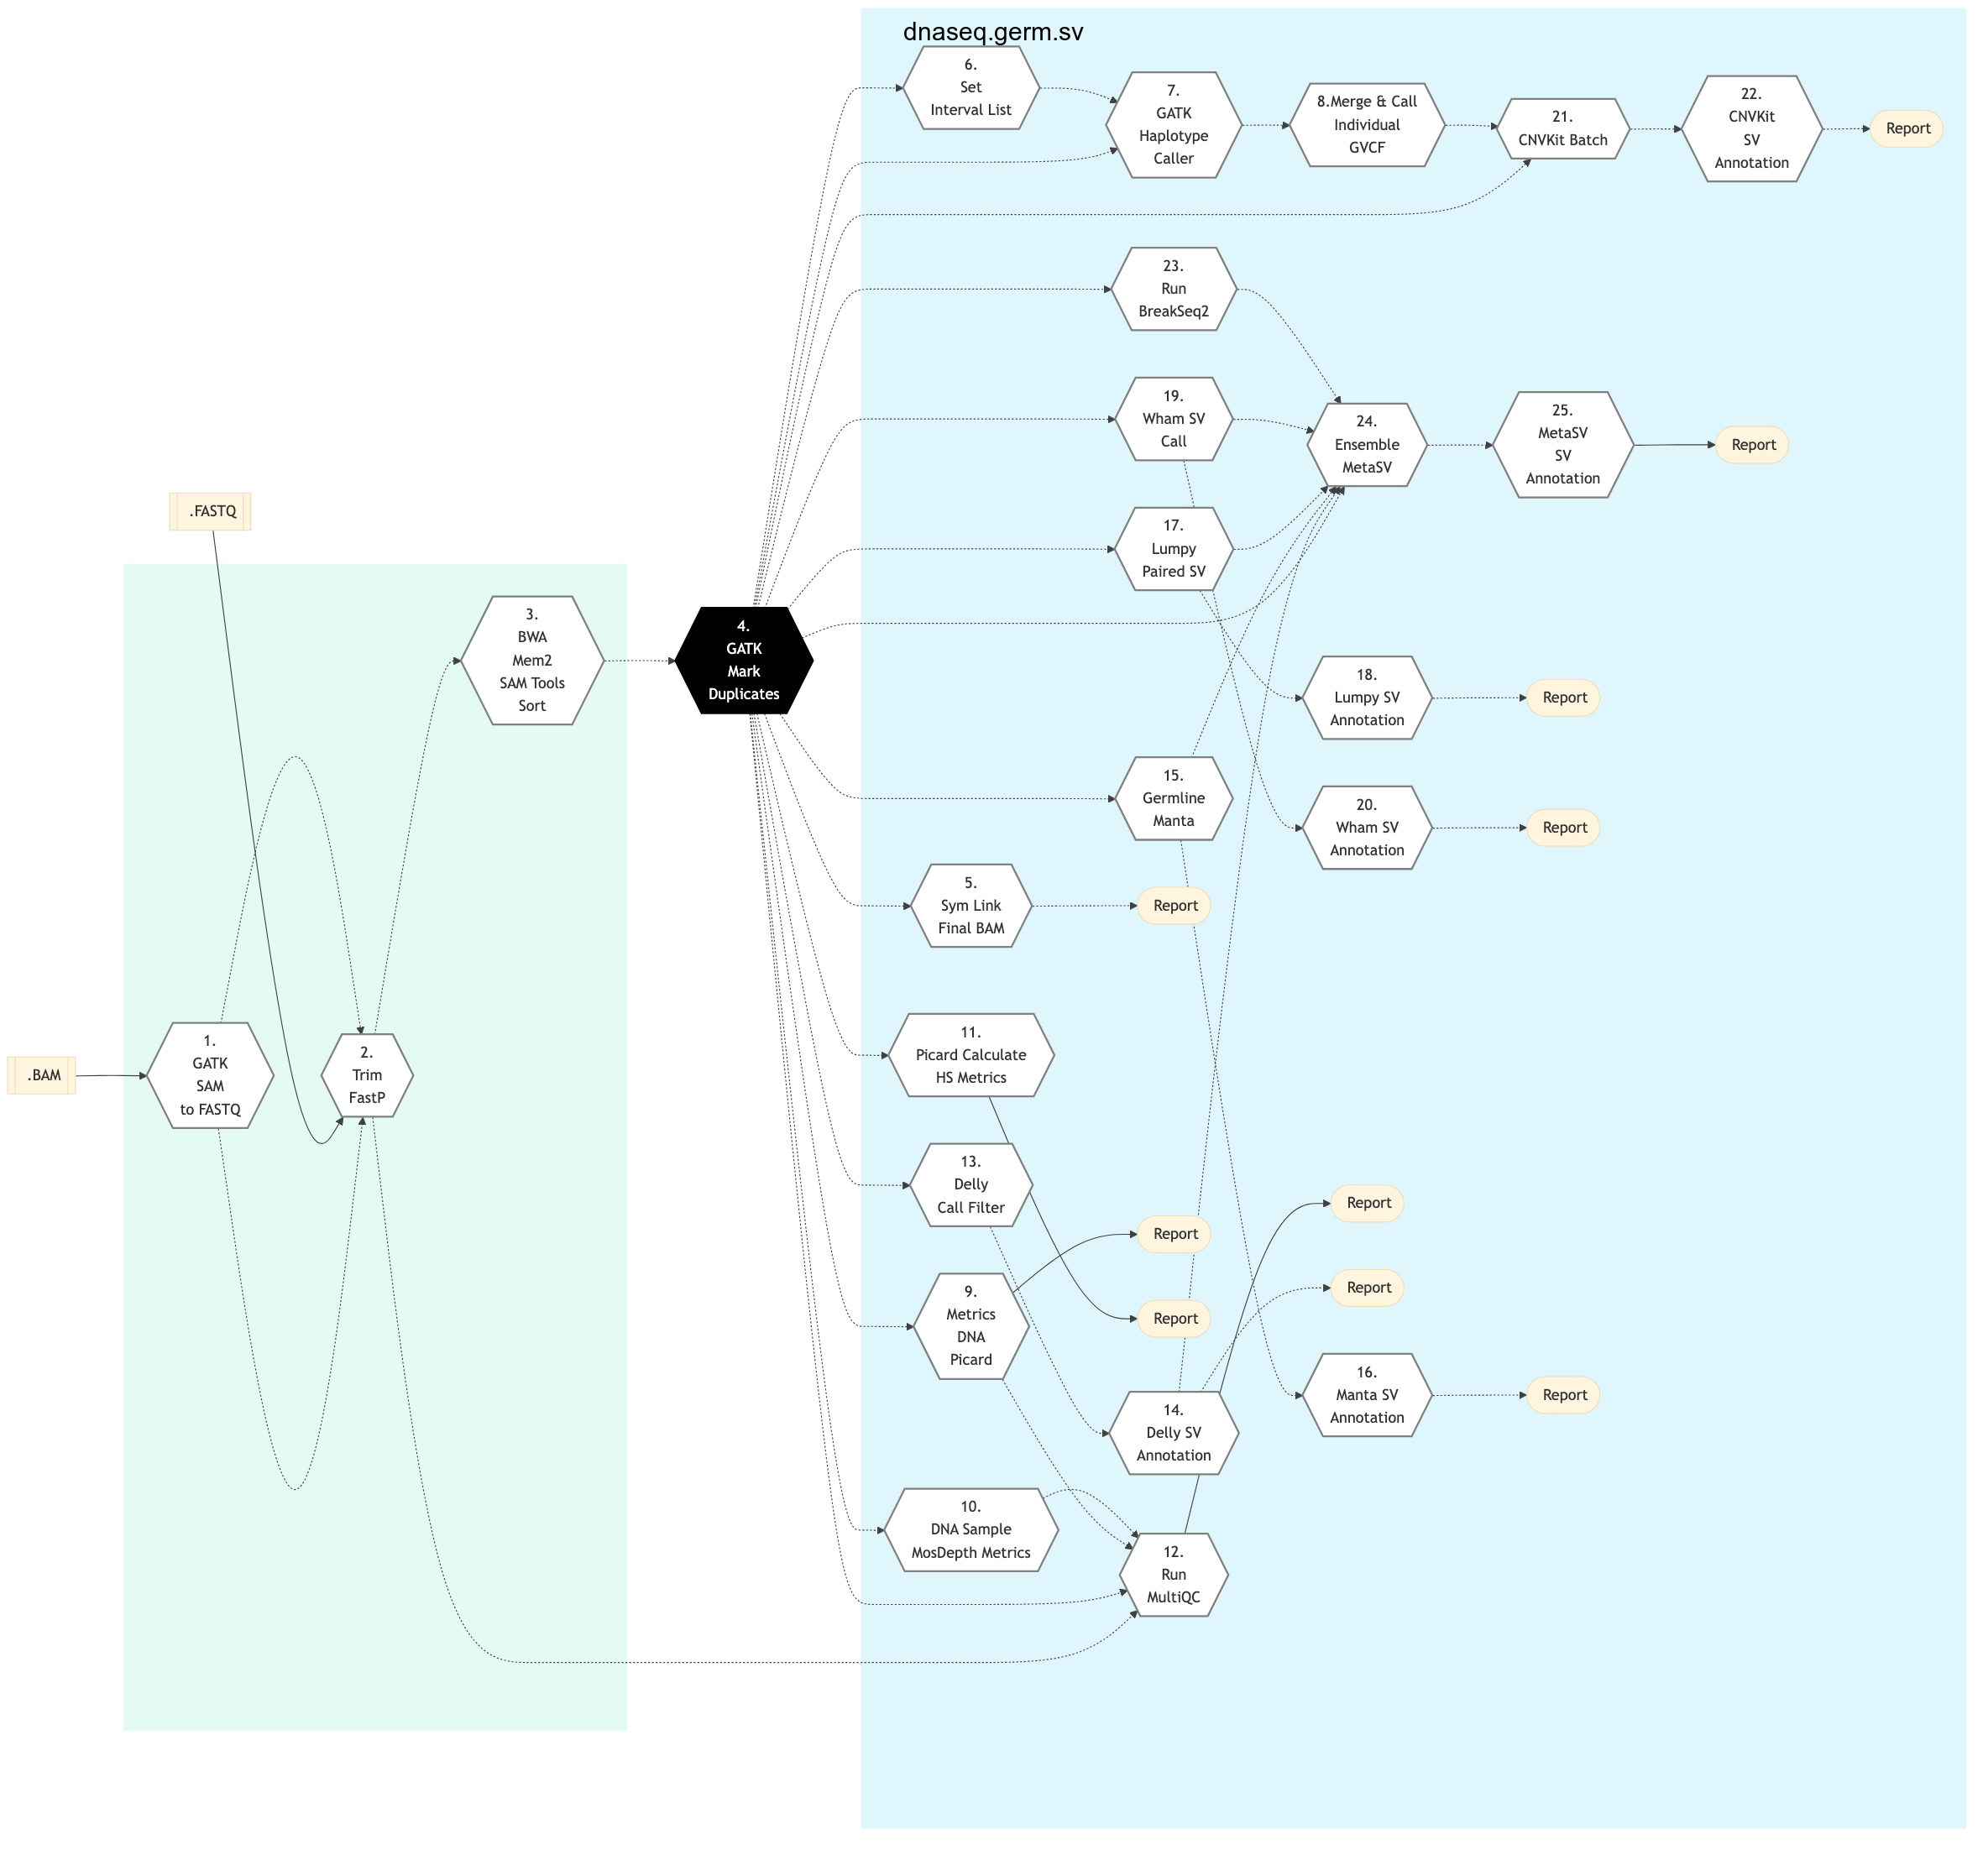 dnaseq.germ.sv
6.
Set
Interval List
7.
GATK
Haplotype
Caller
8.Merge & Call
Individual
GVCF
21.
CNVKit Batch
22.
CNVKit
SV
Annotation
Report
23.
Run
BreakSeq2
19.
Wham SV
Call
24.
Ensemble
MetaSV
25.
MetaSV
SV
Annotation
Report
.FASTQ
17.
Lumpy
Paired SV
3.
BWA
Mem2
SAM Tools
Sort
4.
GATK
Mark
Duplicates
18.
Lumpy SV
Annotation
Report
15.
Germline
Manta
20.
Wham SV
Annotation
Report
5.
Sym Link
Final BAM
Report
.BAM
1.
GATK
SAM
to FASTQ
2.
Trim
FastP
11.
Picard Calculate
HS Metrics
13.
Delly
Call Filter
Report
Report
9.
Metrics
DNA
Picard
Report
Report
14.
Delly SV
Annotation
16.
Manta SV
Annotation
Report
10.
DNA Sample
MosDepth Metrics
12.
Run
MultiQC